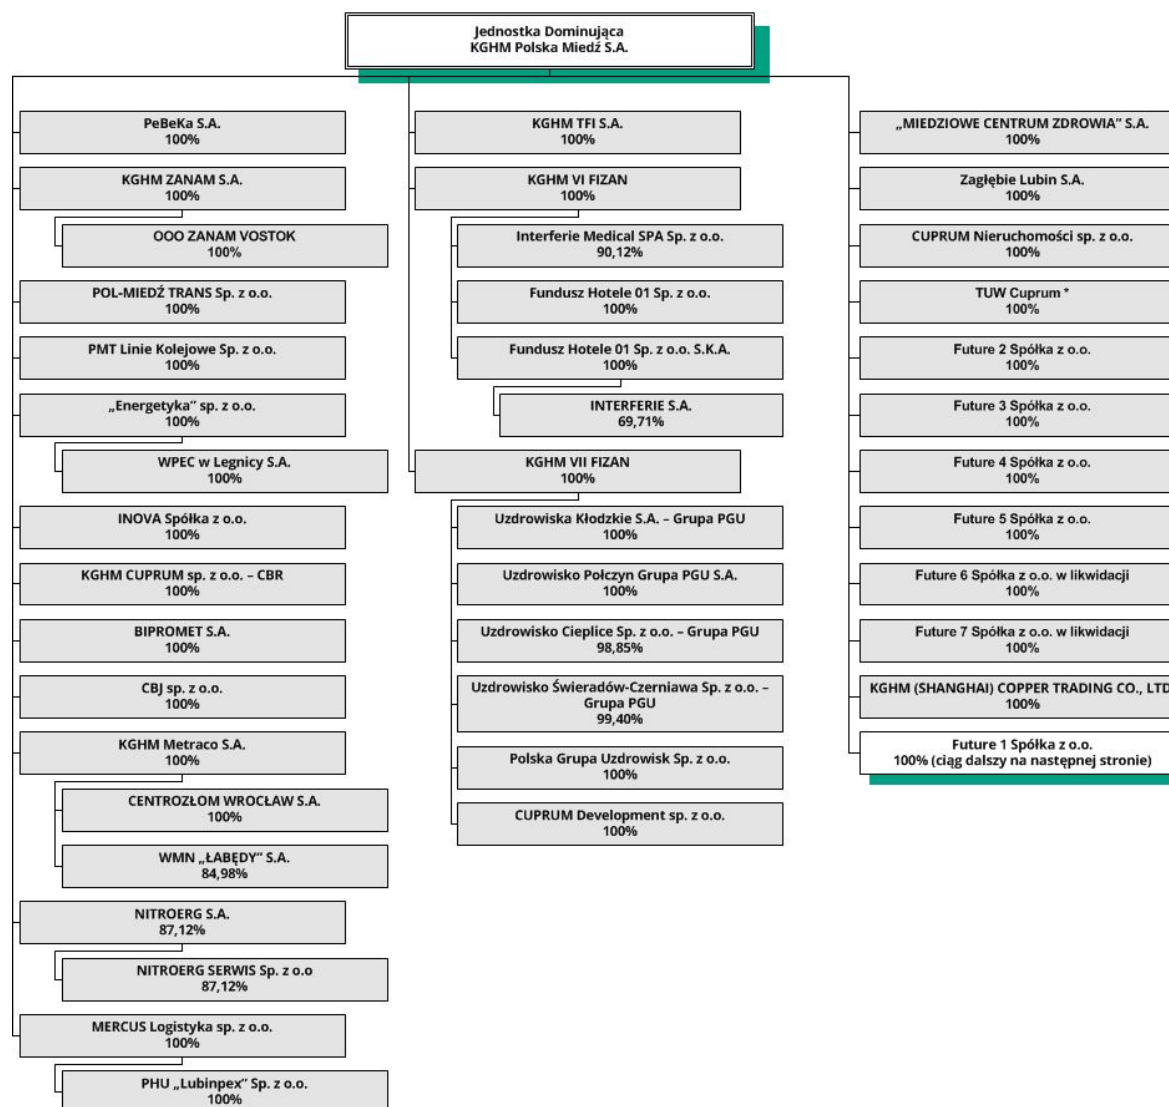 Jednostka Dominująca
KGHM Polska Miedź S.A.
PeBeKa S.A.
100%
KGHM ZANAM S.A.
100%
OOO ZANAM VOSTOK
100%
POL-MIEDŹ TRANS Sp. z o.o.
100%
PMT Linie Kolejowe Sp. z o.o.
100%
„Energetyka” sp. z o.o.
100%
WPEC w Legnicy S.A.
100%
INOVA Spółka z o.o.
100%
KGHM CUPRUM sp. z o.o. – CBR
100%
BIPROMET S.A.
100%
CBJ sp. z o.o.
100%
KGHM Metraco S.A.
100%
CENTROZŁOM WROCŁAW S.A.
100%
WMN „ŁABĘDY” S.A.
84,98%
NITROERG S.A.
87,12%
NITROERG SERWIS Sp. z o.o
87,12%
MERCUS Logistyka sp. z o.o.
100%
PHU „Lubinpex” Sp. z o.o.
100%
KGHM TFI S.A.
100%
KGHM VI FIZAN
100%
Interferie Medical SPA Sp. z o.o.
90,12%
Fundusz Hotele 01 Sp. z o.o.
100%
Fundusz Hotele 01 Sp. z o.o. S.K.A.
100%
INTERFERIE S.A.
69,71%
KGHM VII FIZAN
100%
Uzdrowiska Kłodzkie S.A. – Grupa PGU
100%
Uzdrowisko Połczyn Grupa PGU S.A.
100%
Uzdrowisko Cieplice Sp. z o.o. – Grupa PGU
98,85%
Uzdrowisko Świeradów-Czerniawa Sp. z o.o. –
Grupa PGU
99,40%
Polska Grupa Uzdrowisk Sp. z o.o.
100%
CUPRUM Development sp. z o.o.
100%
„MIEDZIOWE CENTRUM ZDROWIA” S.A.
100%
Zagłębie Lubin S.A.
100%
CUPRUM Nieruchomości sp. z o.o.
100%
TUW Cuprum *
100%
Future 2 Spółka z o.o.
100%
Future 3 Spółka z o.o.
100%
Future 4 Spółka z o.o.
100%
Future 5 Spółka z o.o.
100%
Future 6 Spółka z o.o. w likwidacji
100%
Future 7 Spółka z o.o. w likwidacji
100%
KGHM (SHANGHAI) COPPER TRADING CO., LTD
100%
Future 1 Spółka z o.o.
100% (ciąg dalszy na następnej stronie)